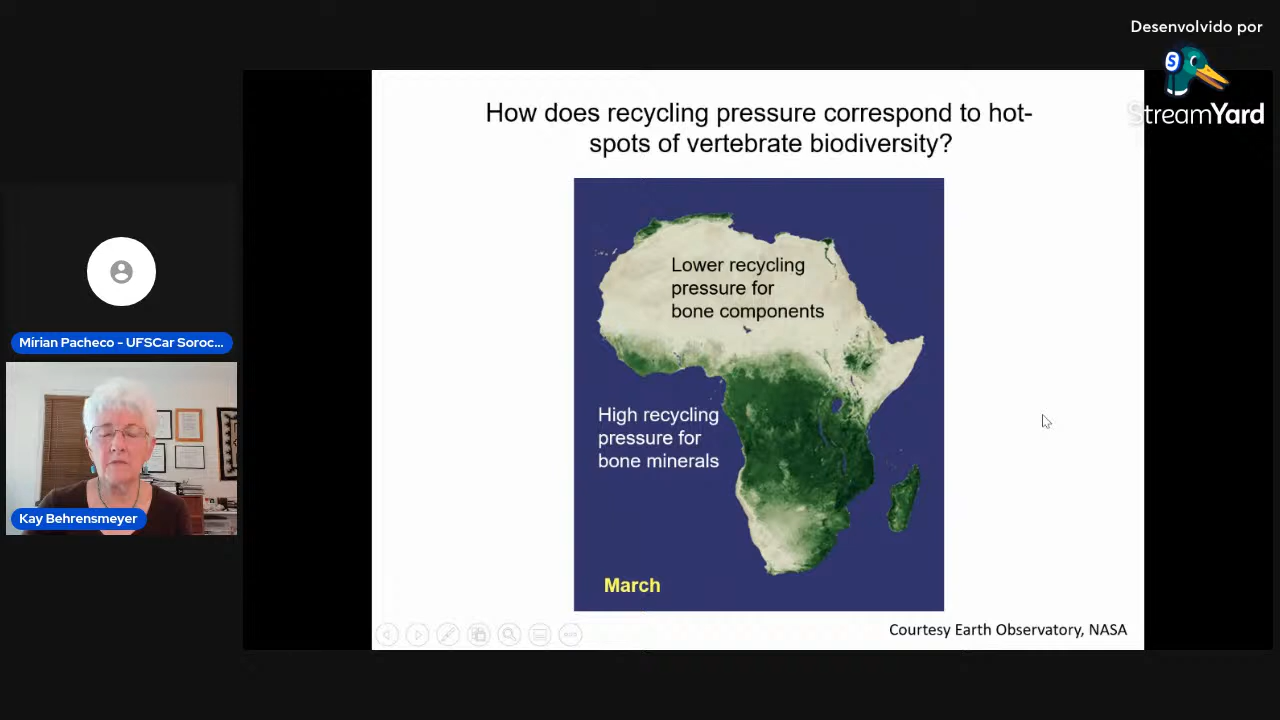 Desenvolvido por
StreamYard
How does recycling pressure correspond to hot-
spots of vertebrate biodiversity?
Lower recycling
pressure for
bone components
High recycling
pressure for
bone minerals
March
Courtesy Earth Observatory, NASA
Mírian Pacheco - UFSCar Soroc...
Kay Behrensmeyer